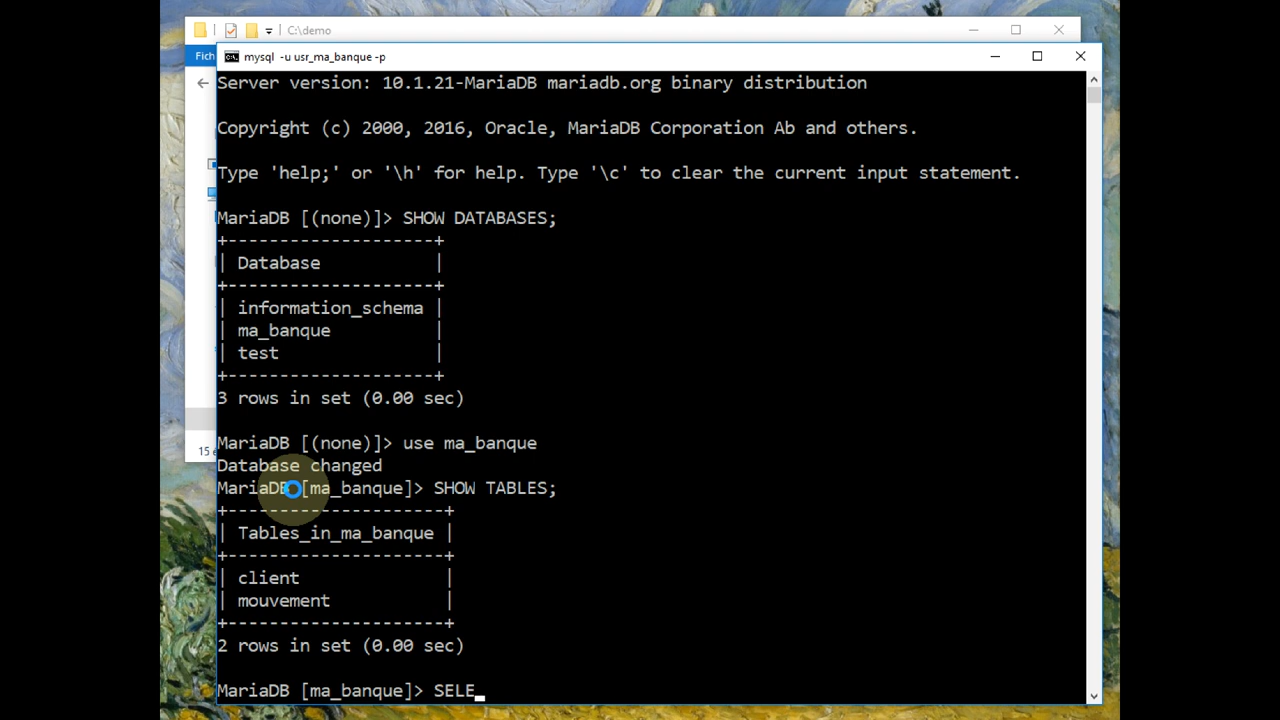 C:\demo
Fich
mysql -u usr_ma_banque -p
Server version: 10.1.21-MariaDB mariadb.org binary distribution
Copyright (c) 2000, 2016, Oracle, MariaDB Corporation Ab and others.
Type 'help;' or '\h' for help. Type '\c' to clear the current input statement.
MariaDB [(none)]> SHOW DATABASES;
+--------------------+
| Database           |
+--------------------+
| information_schema |
| ma_banque          |
| test               |
+--------------------+
3 rows in set (0.00 sec)
15 é
MariaDB [(none)]> use ma_banque
Database changed
MariaDB [ma_banque]> SHOW TABLES;
+---------------------+
| Tables_in_ma_banque |
+---------------------+
| client              |
| mouvement           |
+---------------------+
2 rows in set (0.00 sec)
MariaDB [ma_banque]> SELE_